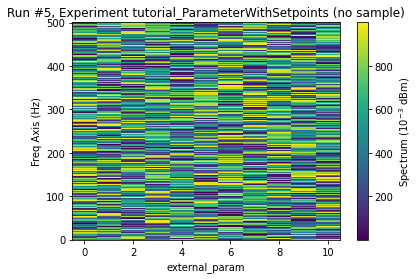 Run #5, Experiment tutorial_ParameterWithSetpoints (no sample)
500
400
300
200
100
0
Freq Axis (Hz)
0 2 4 6 8 10
external_param
800
600
400
200
Spectrum (10⁻³ dBm)